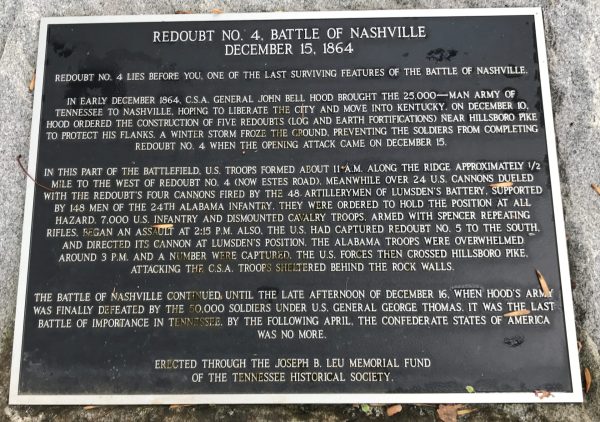 REDOUBT NO. 4, BATTLE OF NASHVILLE
DECEMBER 15, 1864
REDOUBT NO. 4 LIES BEFORE YOU, ONE OF THE LAST SURVIVING FEATURES OF THE BATTLE OF NASHVILLE.
IN EARLY DECEMBER 1864, C.S.A. GENERAL JOHN BELL HOOD BROUGHT THE 25,000-MAN ARMY OF
TENNESSEE TO NASHVILLE, HOPING TO LIBERATE THE CITY AND MOVE INTO KENTUCKY. ON DECEMBER 10,
HOOD ORDERED THE CONSTRUCTION OF FIVE REDOUBTS (LOG AND EARTH FORTIFICATIONS) NEAR HILLSBORO PIKE
TO PROTECT HIS FLANKS. A WINTER STORM FROZE THE GROUND, PREVENTING THE SOLDIERS FROM COMPLETING
REDOUBT NO. 4 WHEN THE OPENING ATTACK CAME ON DECEMBER 15.
IN THIS PART OF THE BATTLEFIELD, U.S. TROOPS FORMED ABOUT 11 A.M. ALONG THE RIDGE APPROXIMATELY 1/2
MILE TO THE WEST OF REDOUBT NO. 4 (NOW ESTES ROAD). MEANWHILE OVER 24 U.S. CANNONS DUELED
WITH THE REDOUBT'S FOUR CANNONS FIRED BY THE 48 ARTILLERYMEN OF LUMSDEN'S BATTERY, SUPPORTED
BY 148 MEN OF THE 24TH ALABAMA INFANTRY. THEY WERE ORDERED TO HOLD THE POSITION AT ALL
HAZARD. 7,000 U.S. INFANTRY AND DISMOUNTED CAVALRY TROOPS, ARMED WITH SPENCER REPEATING
RIFLES, BEGAN AN ASSAULT AT 2:15 P.M. ALSO, THE U.S. HAD CAPTURED REDOUBT NO. 5 TO THE SOUTH,
AND DIRECTED ITS CANNON AT LUMSDEN'S POSITION. THE ALABAMA TROOPS WERE OVERWHELMED
AROUND 3 P.M. AND A NUMBER WERE CAPTURED. THE U.S. FORCES THEN CROSSED HILLSBORO PIKE,
ATTACKING THE C.S.A. TROOPS SHELTERED BEHIND THE ROCK WALLS.
THE BATTLE OF NASHVILLE CONTINUED UNTIL THE LATE AFTERNOON OF DECEMBER 16, WHEN HOOD'S ARMY
WAS FINALLY DEFEATED BY THE 50,000 SOLDIERS UNDER U.S. GENERAL GEORGE THOMAS. IT WAS THE LAST
BATTLE OF IMPORTANCE IN TENNESSEE. BY THE FOLLOWING APRIL, THE CONFEDERATE STATES OF AMERICA
WAS NO MORE.
ERECTED THROUGH THE JOSEPH B. LEU MEMORIAL FUND
OF THE TENNESSEE HISTORICAL SOCIETY.